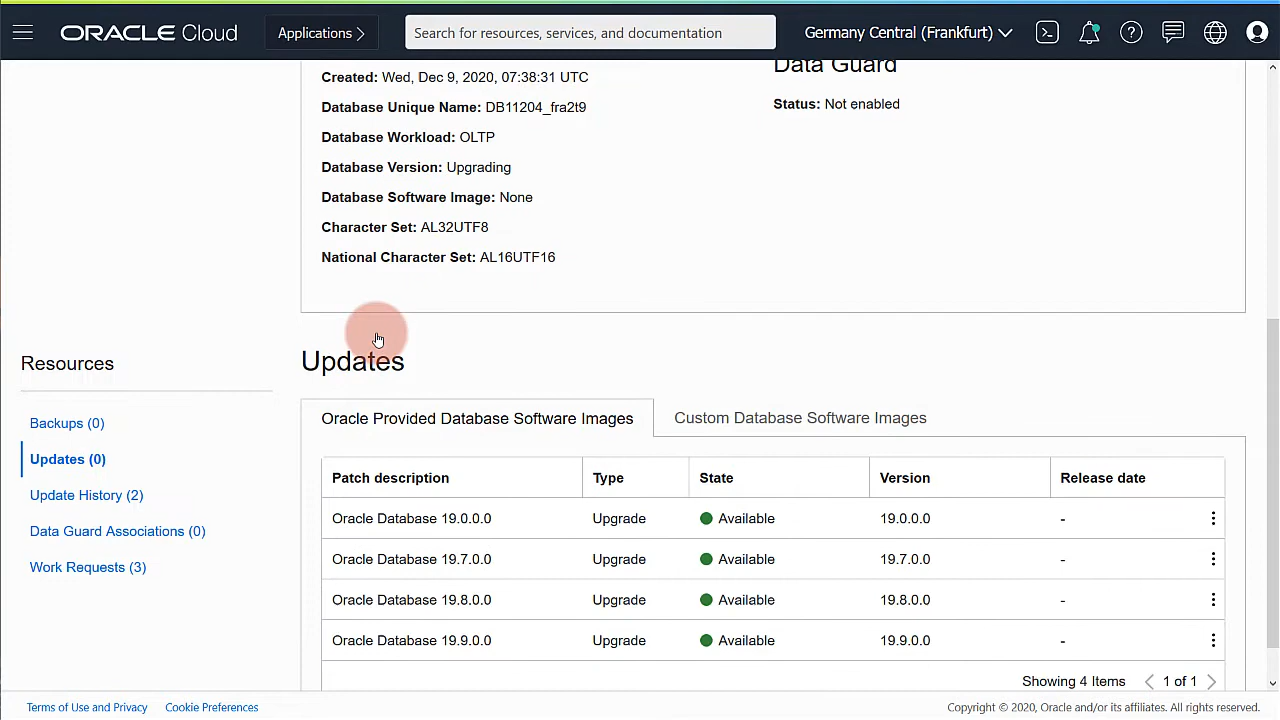 ORACLE Cloud
Applications
Search for resources, services, and documentation
Germany Central (Frankfurt)
Created: Wed, Dec 9, 2020, 07:38:31 UTC
Database Unique Name: DB11204_fra2t9
Database Workload: OLTP
Database Version: Upgrading
Database Software Image: None
Character Set: AL32UTF8
National Character Set: AL16UTF16
Data Guard
Status: Not enabled
Resources
Backups (0)
Updates (0)
Update History (2)
Data Guard Associations (0)
Work Requests (3)
Updates
Oracle Provided Database Software Images Custom Database Software Images
Patch description Type State Version Release date
Oracle Database 19.0.0.0 Upgrade Available 19.0.0.0 -
Oracle Database 19.7.0.0 Upgrade Available 19.7.0.0 -
Oracle Database 19.8.0.0 Upgrade Available 19.8.0.0 -
Oracle Database 19.9.0.0 Upgrade Available 19.9.0.0 -
Showing 4 Items 1 of 1
Terms of Use and Privacy Cookie Preferences
Copyright © 2020, Oracle and/or its affiliates. All rights reserved.